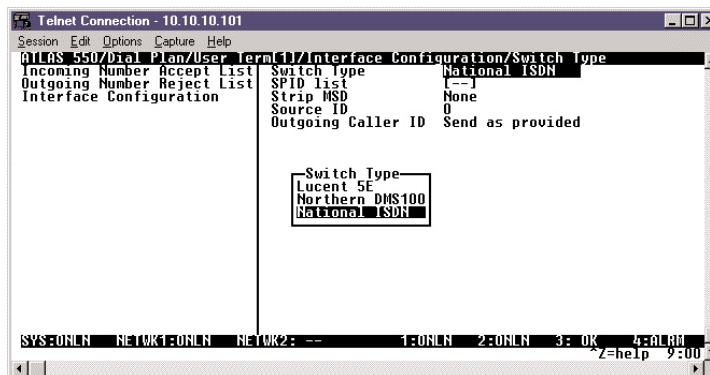 Telnet Connection - 10.10.10.101
Session Edit Options Capture Help
ATLAS 550/Dial Plan/User Term[1]/Interface Configuration/Switch Type
Incoming Number Accept List
Outgoing Number Reject List
Interface Configuration
Switch Type National ISDN
SPID list [--]
Strip MSD None
Source ID 0
Outgoing Caller ID Send as provided
Switch Type
Lucent 5E
Northern DMS100
National ISDN
SYS:ONLN NETWK1:ONLN NETWK2: -- 1:ONLN 2:ONLN 3: OK 4:ALRM
^Z=help 9:00